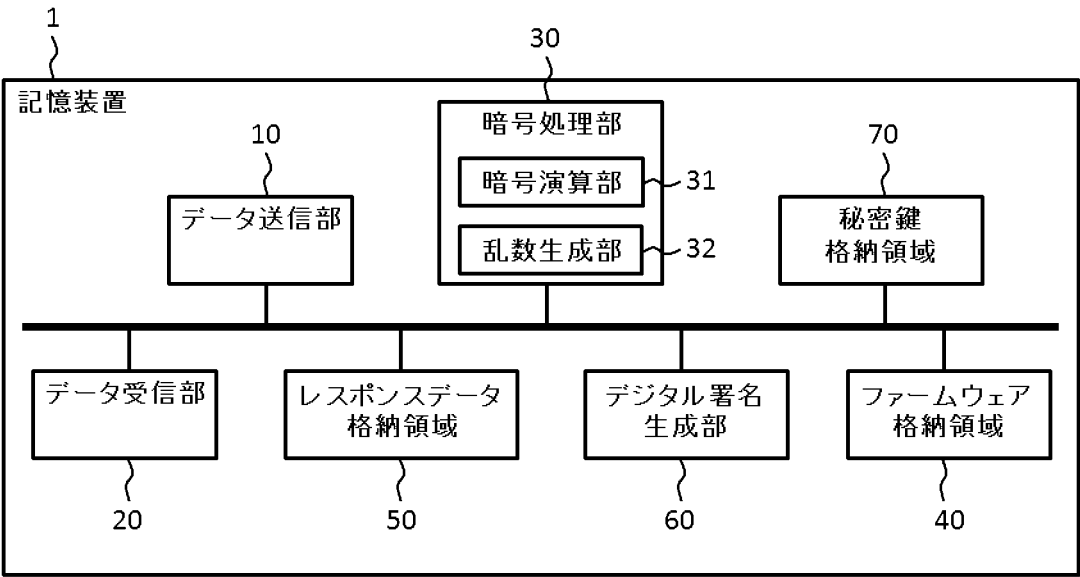 1
記憶装置
30
暗号処理部
暗号演算部
31
乱数生成部
32
10
データ送信部
70
秘密鍵
格納領域
データ受信部
20
レスポンスデータ
格納領域
50
デジタル署名
生成部
60
ファームウェア
格納領域
40